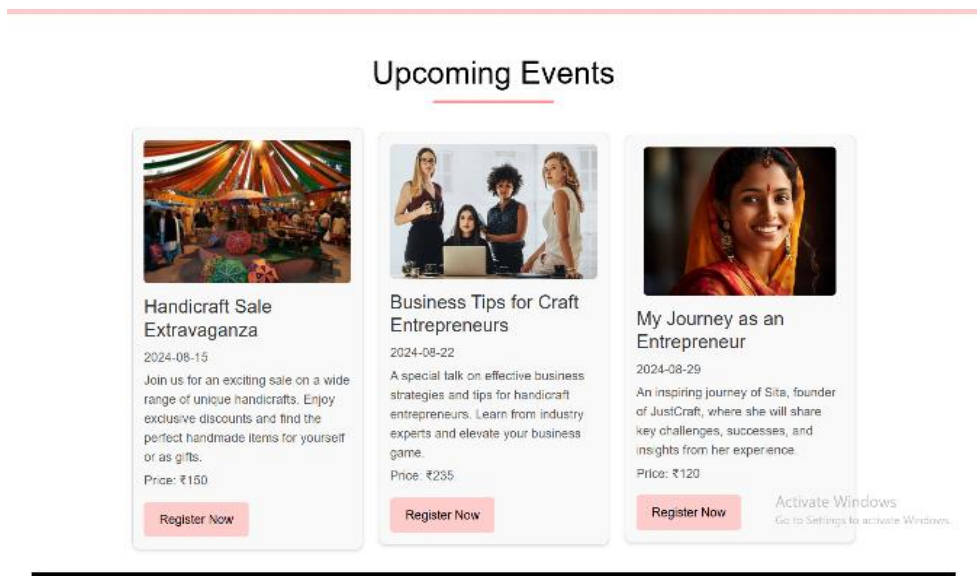 Upcoming Events
Handicraft Sale
Extravaganza
2024-08-15
Join us for an exciting sale on a wide
range of unique handicrafts. Enjoy
exclusive discounts and find the
perfect handmade items for yourself
or as gifts.
Price: ₹150
Register Now
Business Tips for Craft
Entrepreneurs
2024-08-22
A special talk on effective business
strategies and tips for handicraft
entrepreneurs. Learn from industry
experts and elevate your business
game.
Price: ₹235
Register Now
My Journey as an
Entrepreneur
2024-08-29
An inspiring journey of Sita, founder
of JustCraft, where she will share
key challenges, successes, and
insights from her experience.
Price: ₹120
Register Now
Activate Windows
Go to Settings to activate Windows.